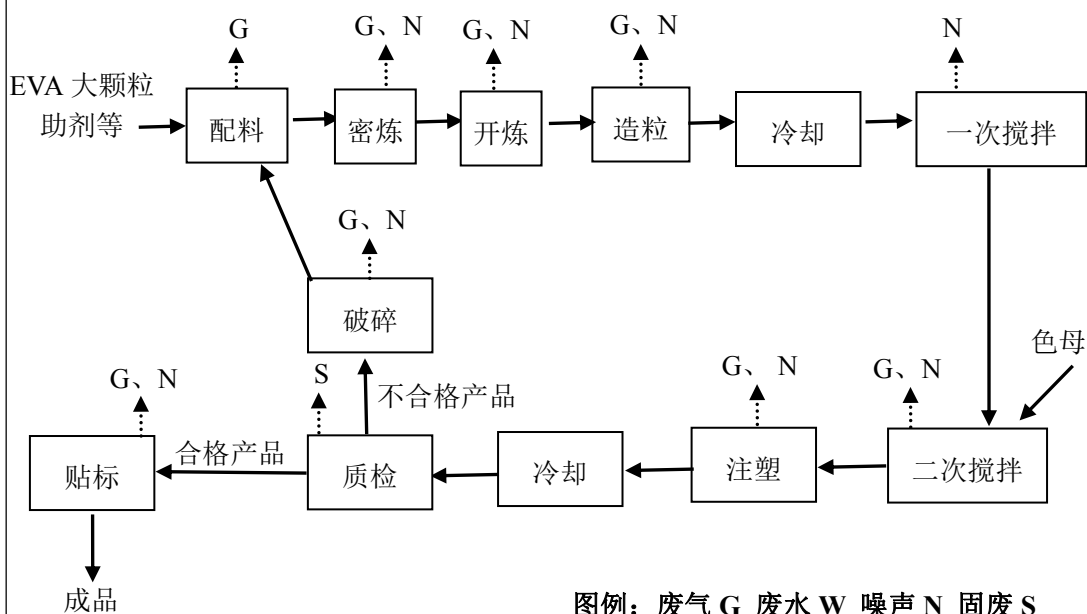 G
G、N
G、N
G、N
N
EVA 大颗粒
助剂等
配料
密炼
开炼
造粒
冷却
一次搅拌
G、N
破碎
色母
G、N
S
不合格产品
G、N
G、N
贴标
合格产品
质检
冷却
注塑
二次搅拌
成品
图例：废气 G 废水 W 噪声 N 固废 S